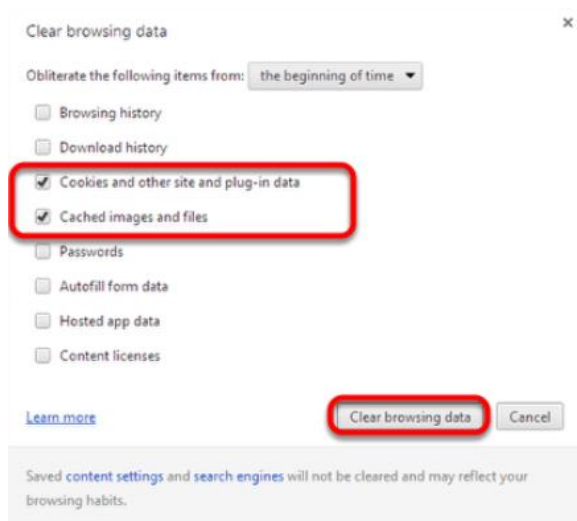 Clear browsing data
Obliterate the following items from: the beginning of time
Browsing history
Download history
Cookies and other site and plug-in data
Cached images and files
Passwords
Autofill form data
Hosted app data
Content licenses
Learn more Clear browsing data Cancel
Saved content settings and search engines will not be cleared and may reflect your
browsing habits.